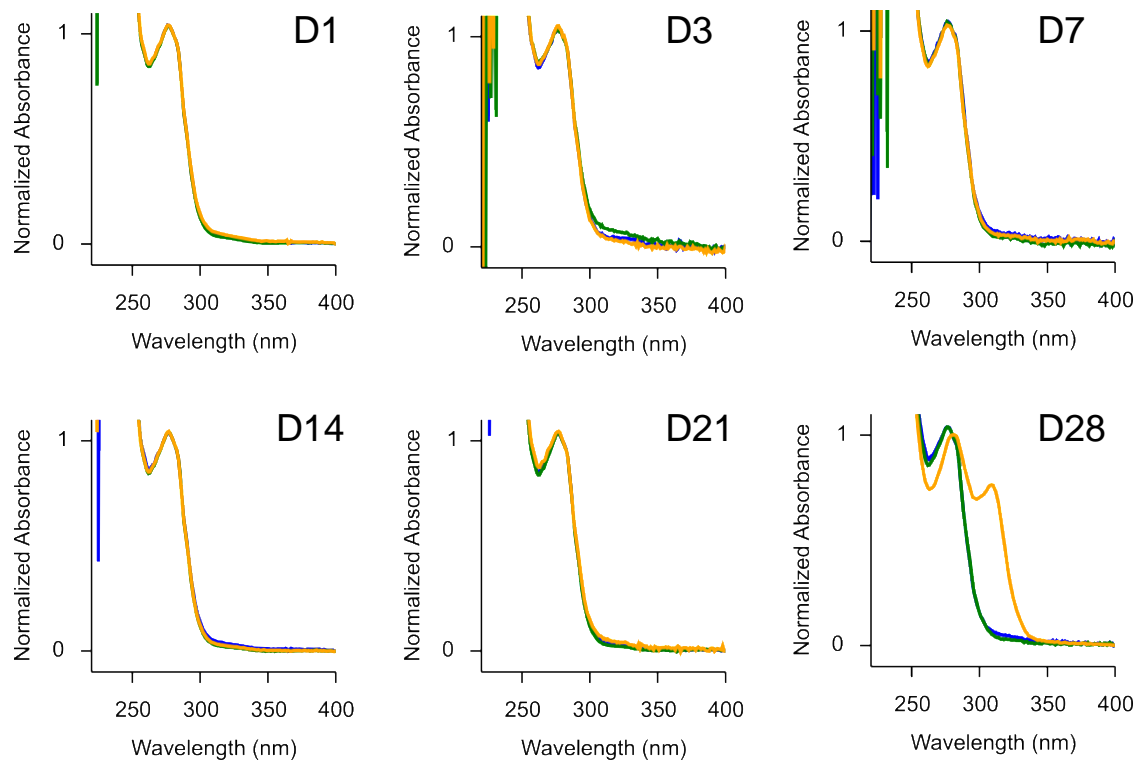 D1
Normalized Absorbance
1
0
250 300 350 400
Wavelength (nm)
D3
Normalized Absorbance
1
0
250 300 350 400
Wavelength (nm)
D7
Normalized Absorbance
1
0
250 300 350 400
Wavelength (nm)
D14
Normalized Absorbance
1
0
250 300 350 400
Wavelength (nm)
D21
Normalized Absorbance
1
0
250 300 350 400
Wavelength (nm)
D28
Normalized Absorbance
1
0
250 300 350 400
Wavelength (nm)